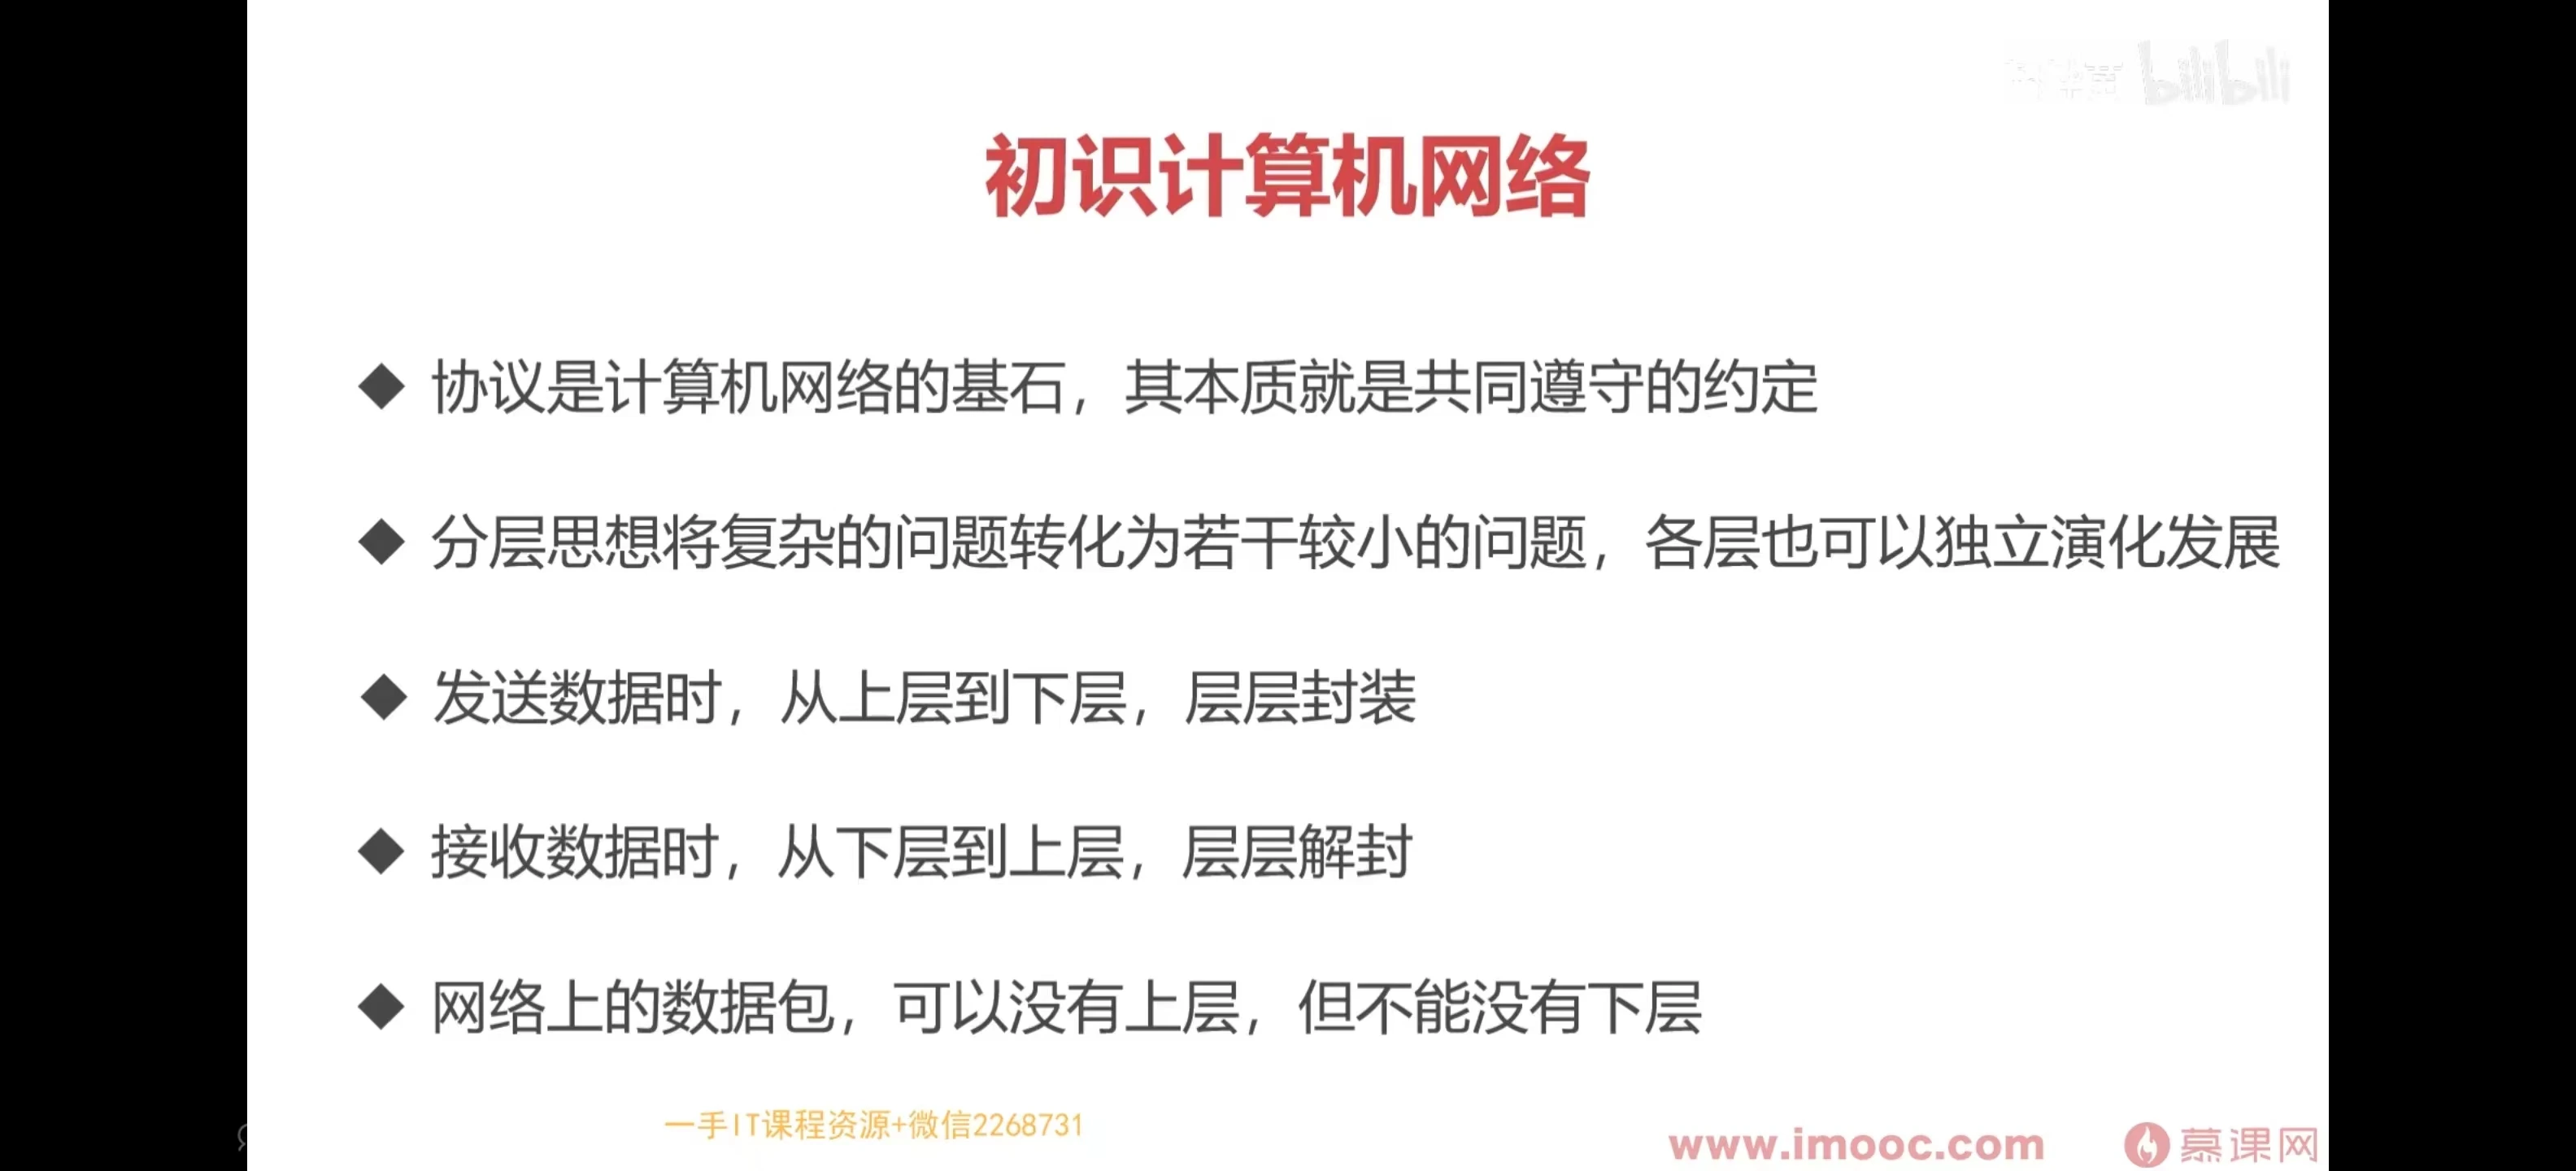 bilibili
初识计算机网络
◆ 协议是计算机网络的基石，其本质就是共同遵守的约定
◆ 分层思想将复杂的问题转化为若干较小的问题，各层也可以独立演化发展
◆ 发送数据时，从上层到下层，层层封装
◆ 接收数据时，从下层到上层，层层解封
◆ 网络上的数据包，可以没有上层，但不能没有下层
一手IT课程资源+微信2268731
www.imooc.com 慕课网